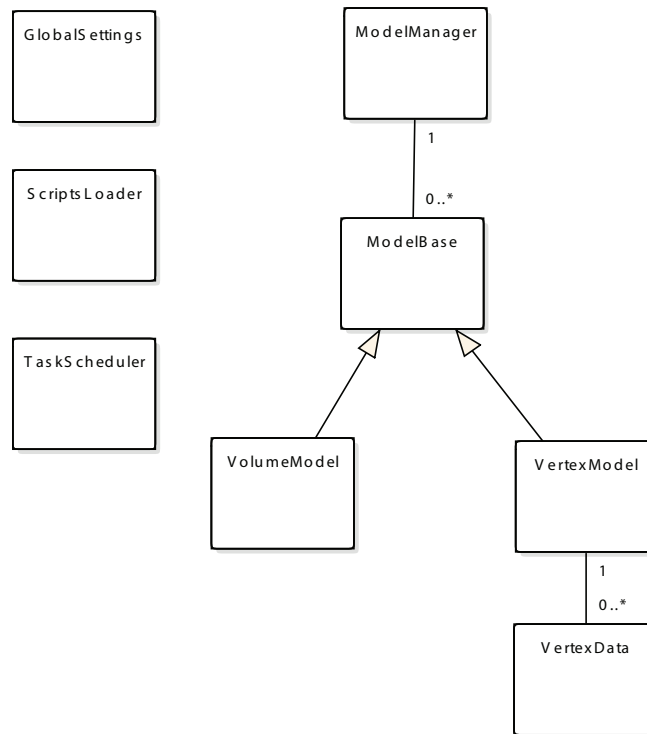 GlobalSettings
ModelManager
1
0..*
ScriptsLoader
ModelBase
TaskScheduler
VolumeModel
VertexModel
1
0..*
VertexData